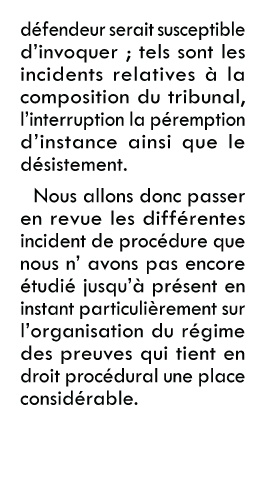 défendeur serait susceptible
d'invoquer ; tels sont les
incidents relatives à la
composition du tribunal,
l'interruption la péremption
d'instance ainsi que le
désistement.
Nous allons donc passer
en revue les différentes
incident de procédure que
nous n' avons pas encore
étudié jusqu'à présent en
instant particulièrement sur
l'organisation du régime
des preuves qui tient en
droit procédural une place
considérable.